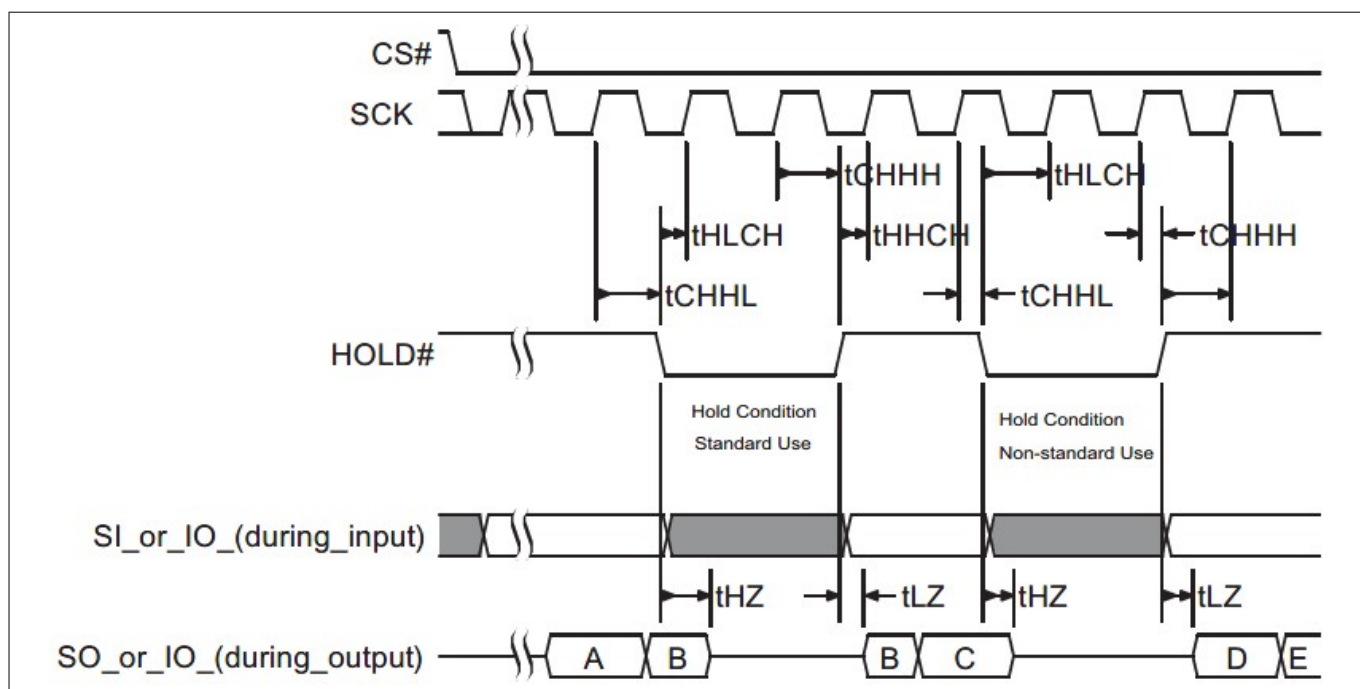 CS#
SCK
tCHHH
tHLCH
tHLCH
tHHCH
tCHHH
tCHHL
tCHHL
HOLD#
Hold Condition
Standard Use
Hold Condition
Non-standard Use
SI_or_IO_(during_input)
tHZ
tLZ
tHZ
tLZ
SO_or_IO_(during_output)
A
B
B
C
D
E